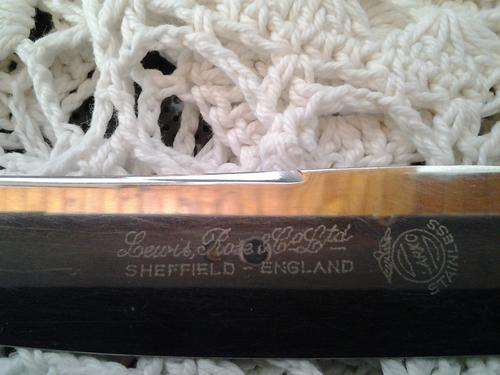 Lewis, Rose & Co Ltd
SHEFFIELD - ENGLAND
STAINLESS